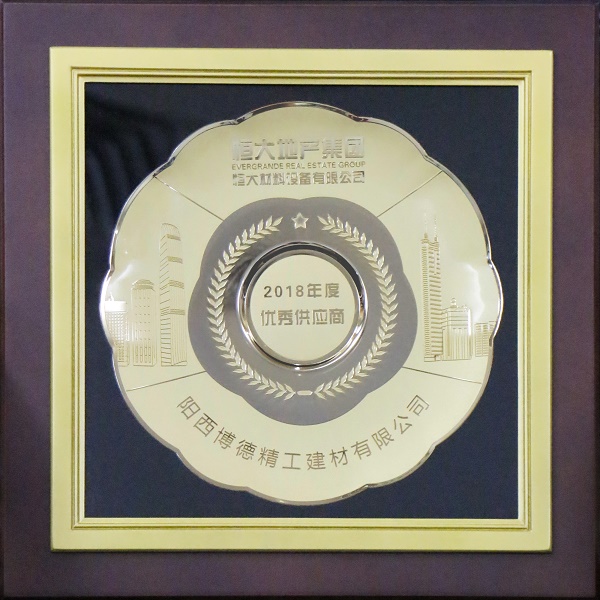 恒大地产集团
EVERGRANDE REAL ESTATE GROUP
恒大材料设备有限公司
2018年度
优秀供应商
阳西博德精工建材有限公司